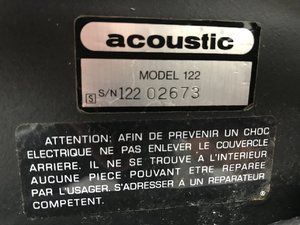 acoustic
MODEL 122
S S/N 122 02673
ATTENTION: AFIN DE PREVENIR UN CHOC
ELECTRIQUE NE PAS ENLEVER LE COUVERCLE
ARRIERE. IL NE SE TROUVE A L'INTERIEUR
AUCUNE PIECE POUVANT ETRE REPAREE
PAR L'USAGER. S'ADRESSER A UN REPARATEUR
COMPETENT. ®